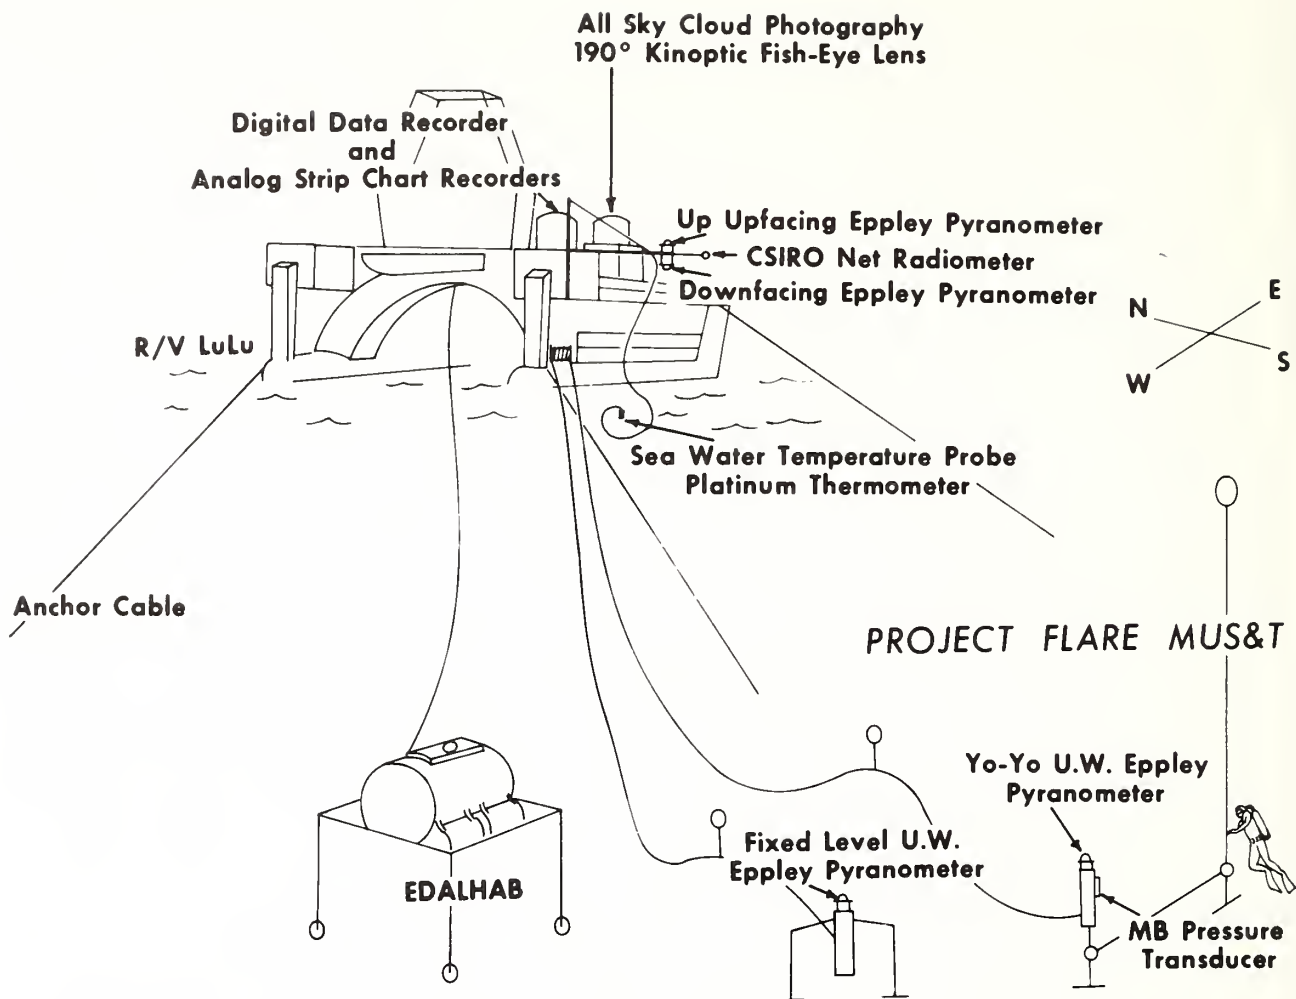 All Sky Cloud Photography
190° Kinoptic Fish-Eye Lens
Digital Data Recorder
and
Analog Strip Chart Recorders
Up Upfacing Eppley Pyranometer
CSIRO Net Radiometer
Downfacing Eppley Pyranometer
N
E
S
W
R/V LuLu
Sea Water Temperature Probe
Platinum Thermometer
Anchor Cable
PROJECT FLARE MUS&T
Yo-Yo U.W. Eppley
Pyranometer
Fixed Level U.W.
Eppley Pyranometer
EDALHAB
MB Pressure
Transducer